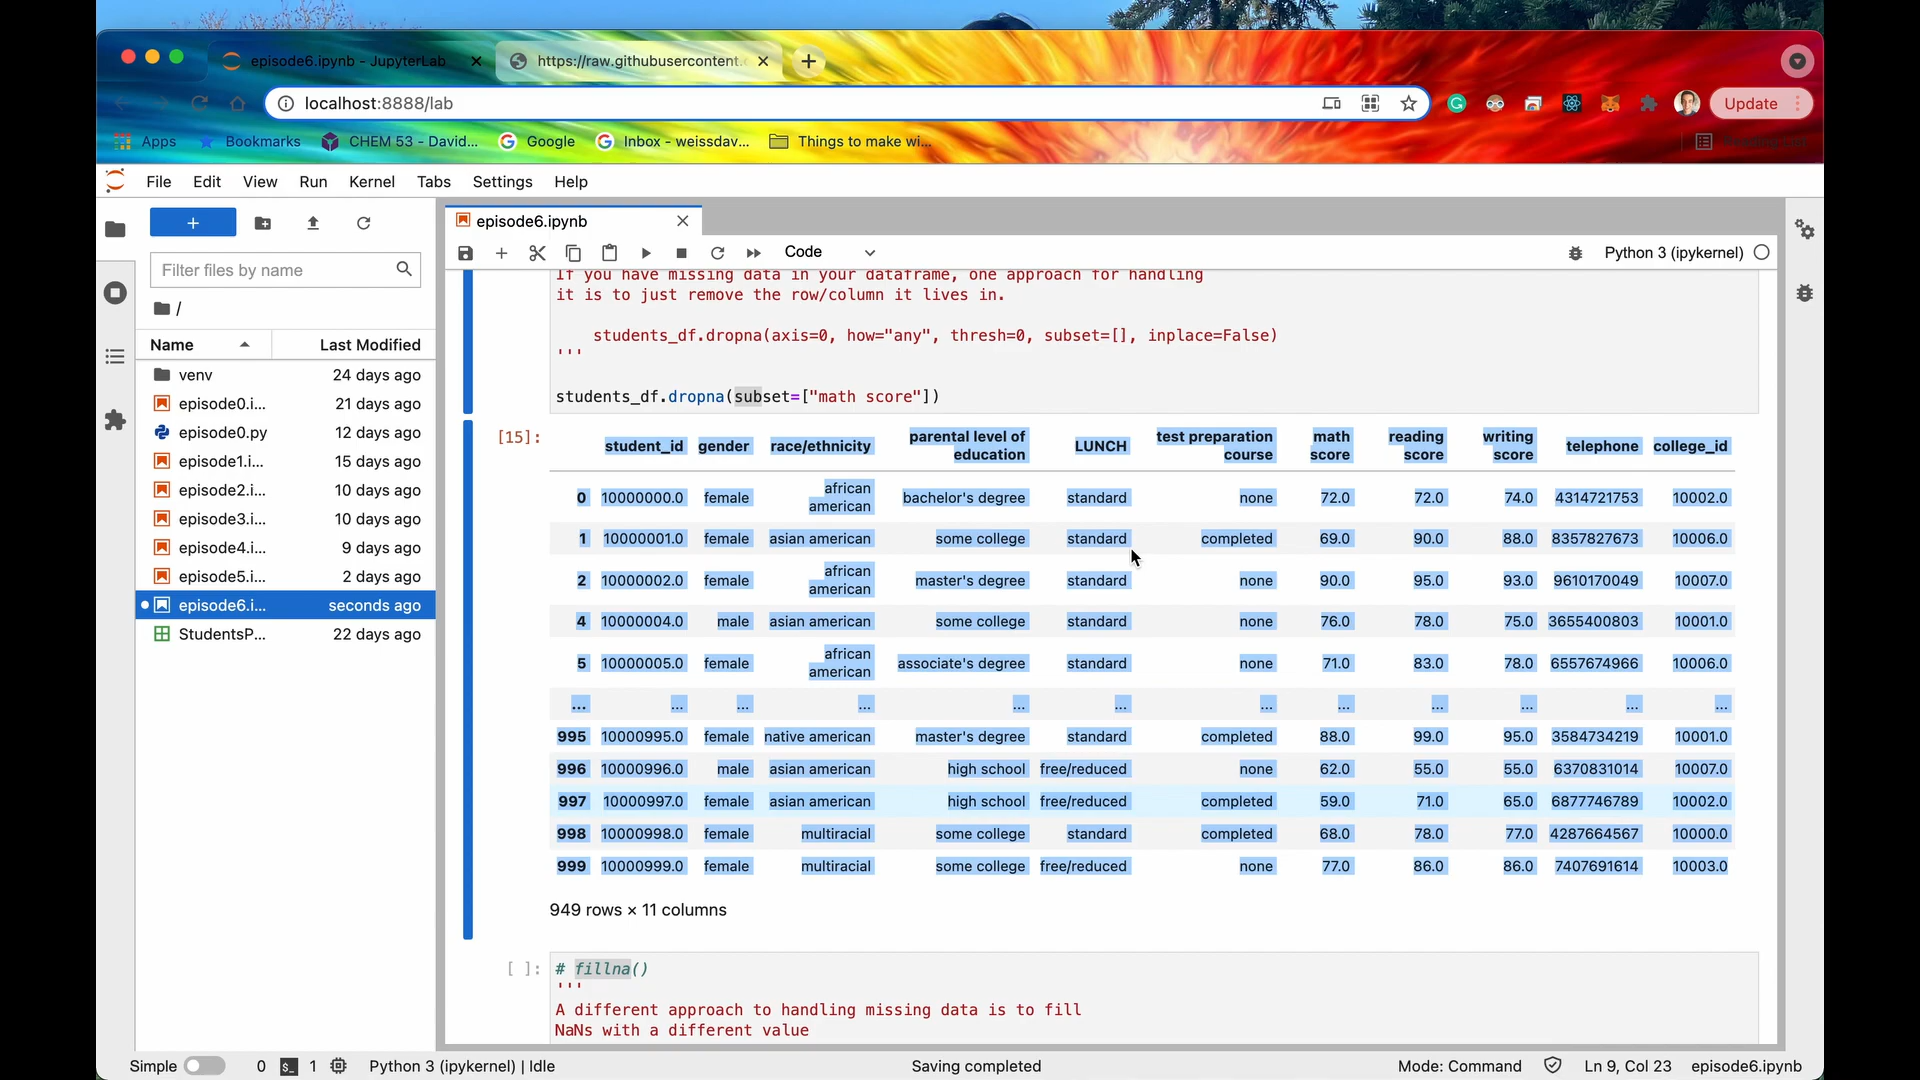 episode6.ipynb - JupyterLab
https://raw.githubusercontent.
localhost:8888/lab
Update
Apps
Bookmarks
CHEM 53 - David...
Google
Inbox - weissdav...
Things to make wi...
Reading List
File Edit View Run Kernel Tabs Settings Help
+
Filter files by name
/
Name Last Modified
venv 24 days ago
episode0.i... 21 days ago
episode0.py 12 days ago
episode1.i... 15 days ago
episode2.i... 10 days ago
episode3.i... 10 days ago
episode4.i... 9 days ago
episode5.i... 2 days ago
episode6.i... seconds ago
StudentsP... 22 days ago
episode6.ipynb
Code
Python 3 (ipykernel)
If you have missing data in your dataframe, one approach for handling
it is to just remove the row/column it lives in.
students_df.dropna(axis=0, how="any", thresh=0, subset=[], inplace=False)
'''
students_df.dropna(subset=["math score"])
[15]:
student_id gender race/ethnicity parental level of education LUNCH test preparation course math score reading score writing score telephone college_id
0 10000000.0 female african american bachelor's degree standard none 72.0 72.0 74.0 4314721753 10002.0
1 10000001.0 female asian american some college standard completed 69.0 90.0 88.0 8357827673 10006.0
2 10000002.0 female african american master's degree standard none 90.0 95.0 93.0 9610170049 10007.0
4 10000004.0 male asian american some college standard none 76.0 78.0 75.0 3655400803 10001.0
5 10000005.0 female african american associate's degree standard none 71.0 83.0 78.0 6557674966 10006.0
... ... ... ... ... ... ... ... ... ... ... ...
995 10000995.0 female native american master's degree standard completed 88.0 99.0 95.0 3584734219 10001.0
996 10000996.0 male asian american high school free/reduced none 62.0 55.0 55.0 6370831014 10007.0
997 10000997.0 female asian american high school free/reduced completed 59.0 71.0 65.0 6877746789 10002.0
998 10000998.0 female multiracial some college standard completed 68.0 78.0 77.0 4287664567 10000.0
999 10000999.0 female multiracial some college free/reduced none 77.0 86.0 86.0 7407691614 10003.0
949 rows × 11 columns
[ ]:
# fillna()
'''
A different approach to handling missing data is to fill
NaNs with a different value
Simple 0 $_ 1 Python 3 (ipykernel) | Idle Saving completed Mode: Command Ln 9, Col 23 episode6.ipynb